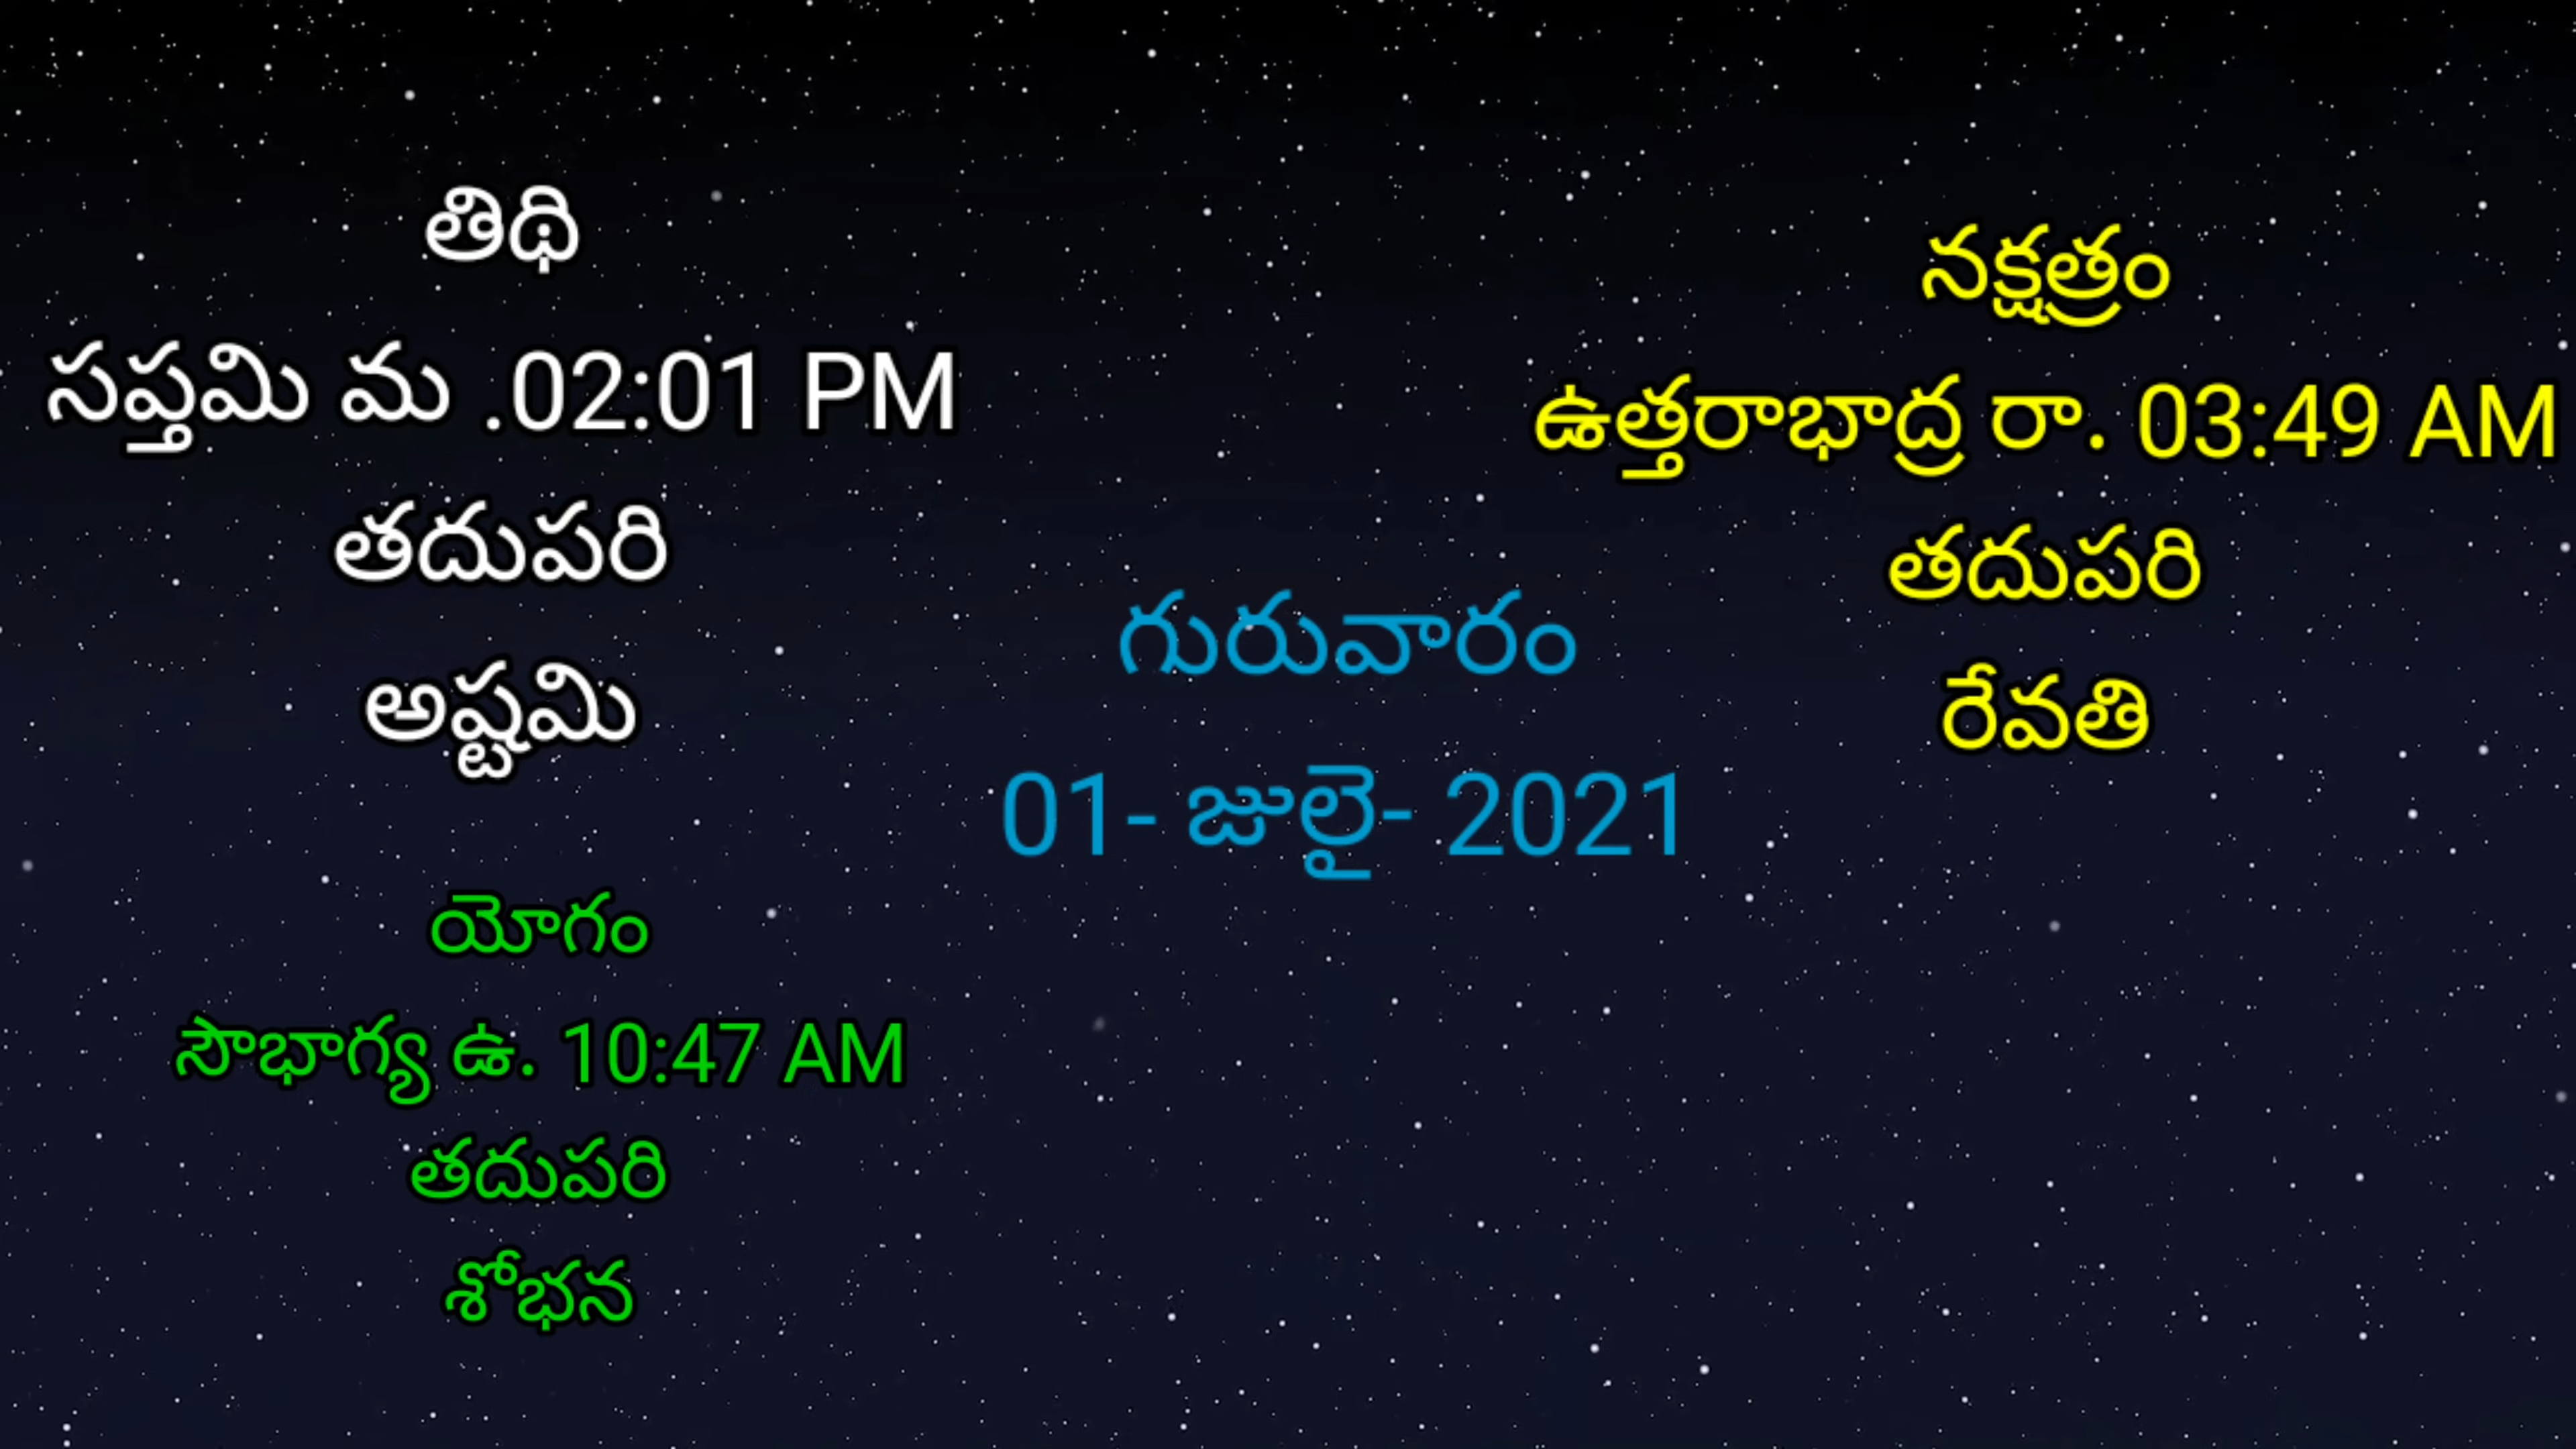 తిథి
సప్తమి మ .02:01 PM
తదుపరి
అష్టమి
నక్షత్రం
ఉత్తరాభాద్ర రా. 03:49 AM
తదుపరి
రేవతి
గురువారం
01- జులై- 2021
యోగం
సౌభాగ్య ఉ. 10:47 AM
తదుపరి
శోభన